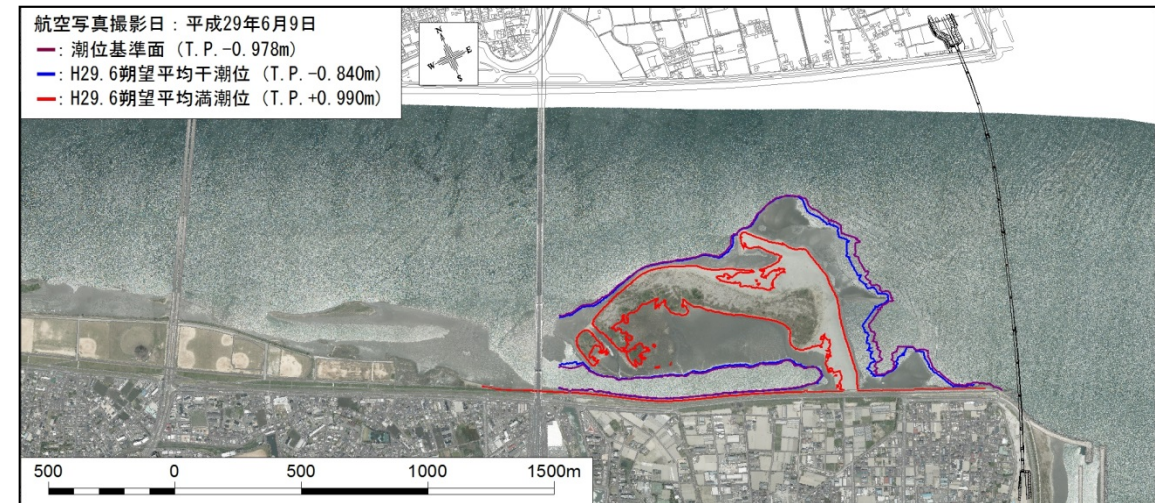 航空写真撮影日：平成29年6月9日
―：潮位基準面（T.P.-0.978m）
―：H29.6朔望平均干潮位（T.P.-0.840m）
―：H29.6朔望平均満潮位（T.P.+0.990m）
N
E
W
S
500 0 500 1000 1500m